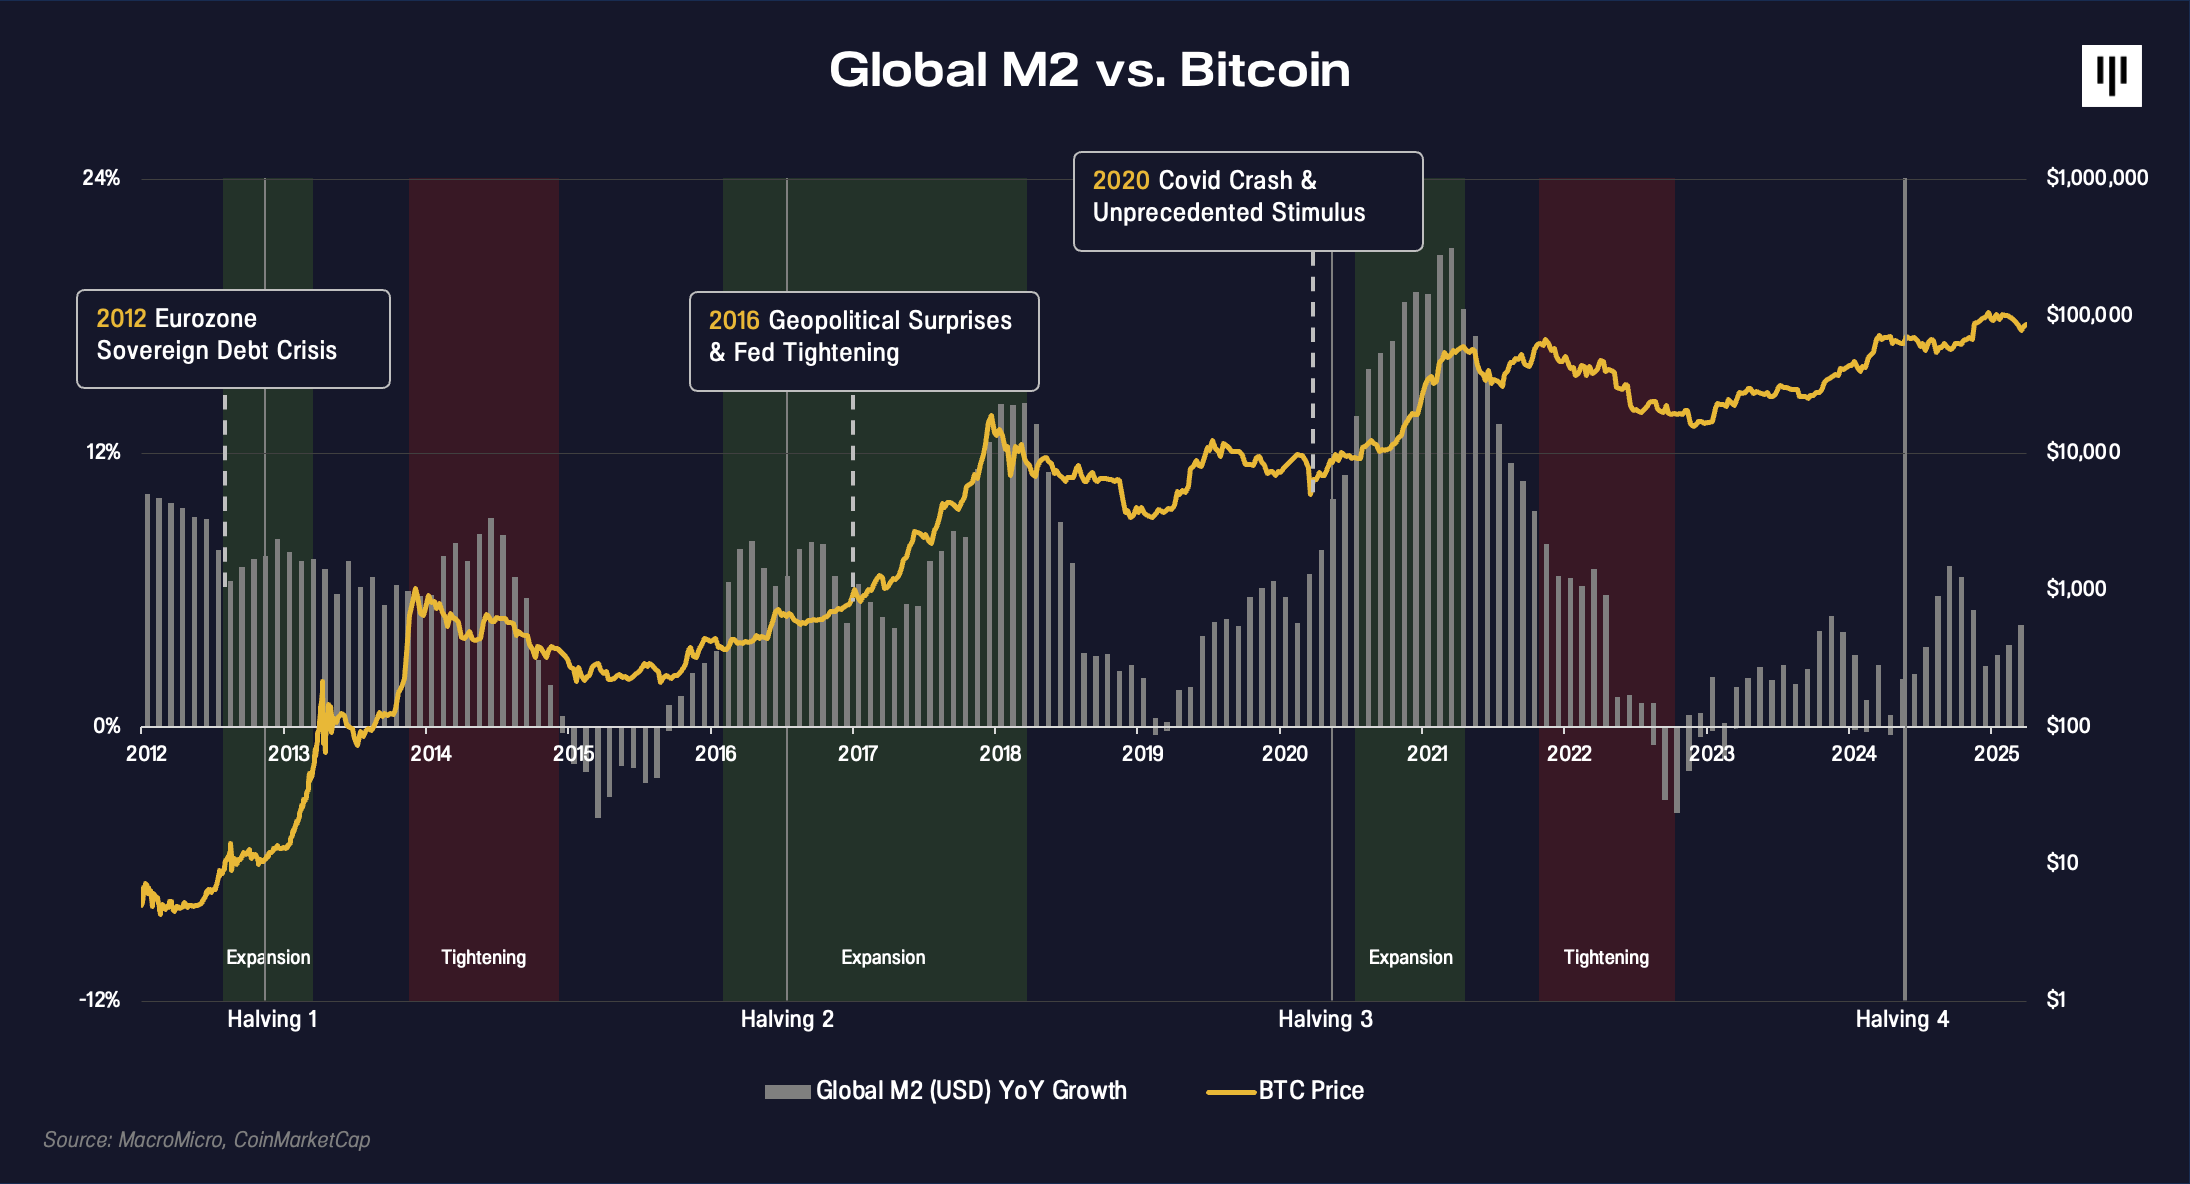 Global M2 vs. Bitcoin
2020 Covid Crash &
Unprecedented Stimulus
2012 Eurozone
Sovereign Debt Crisis
2016 Geopolitical Surprises
& Fed Tightening
24%
12%
0%
-12%
$1,000,000
$100,000
$10,000
$1,000
$100
$10
$1
2012 2013 2014 2015 2016 2017 2018 2019 2020 2021 2022 2023 2024 2025
Expansion Tightening Expansion Expansion Tightening
Halving 1 Halving 2 Halving 3 Halving 4
Global M2 (USD) YoY Growth BTC Price
Source: MacroMicro, CoinMarketCap